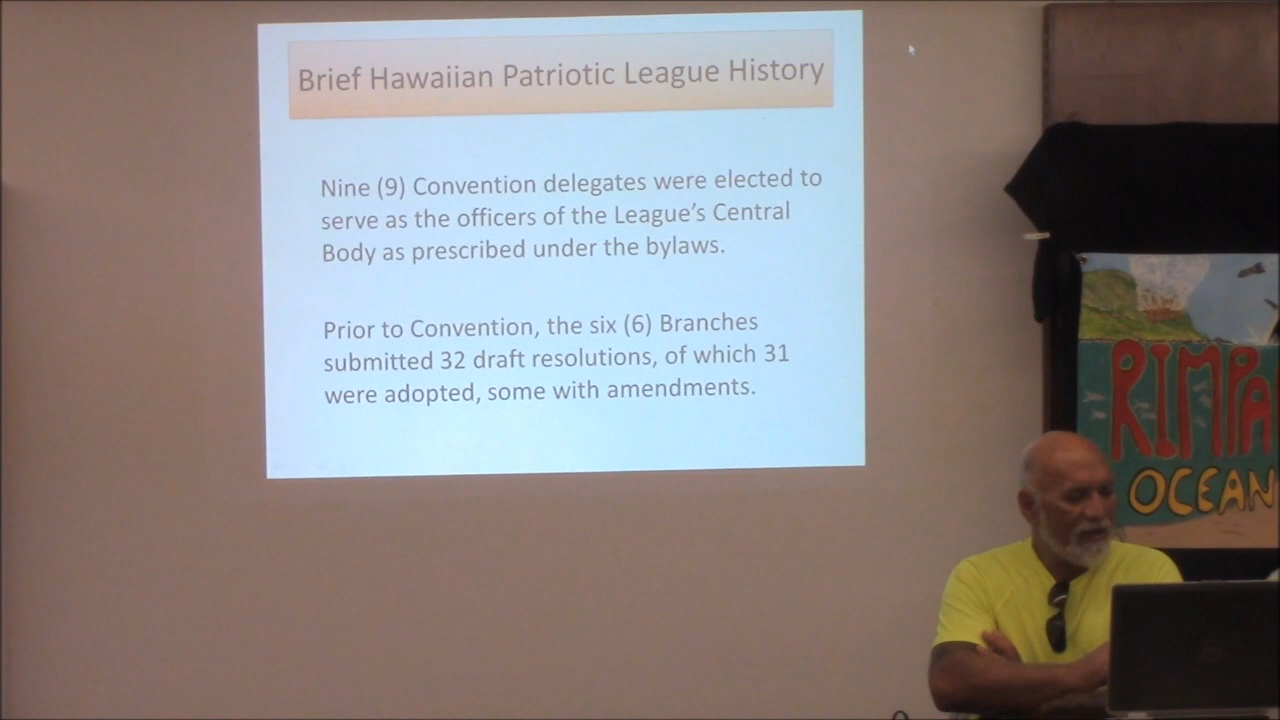 Brief Hawaiian Patriotic League History
Nine (9) Convention delegates were elected to
serve as the officers of the League's Central
Body as prescribed under the bylaws.
Prior to Convention, the six (6) Branches
submitted 32 draft resolutions, of which 31
were adopted, some with amendments.
RIMPA
OCEAN